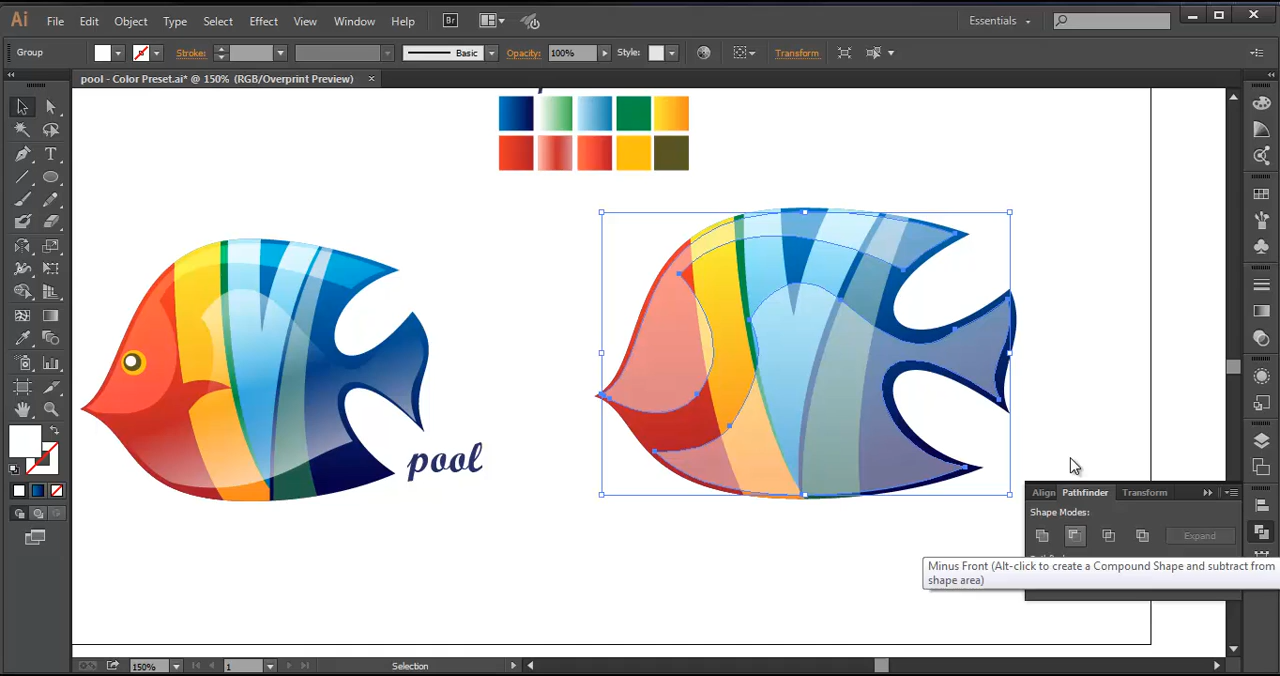 Ai File Edit Object Type Select Effect View Window Help Br Essentials
Group Stroke: Basic Opacity: 100% Style: Transform
pool - Color Preset.ai* @ 150% (RGB/Overprint Preview) ×
pool
Align Pathfinder Transform
Shape Modes:
Expand
Minus Front (Alt-click to create a Compound Shape and subtract from
shape area)
150% 1 Selection